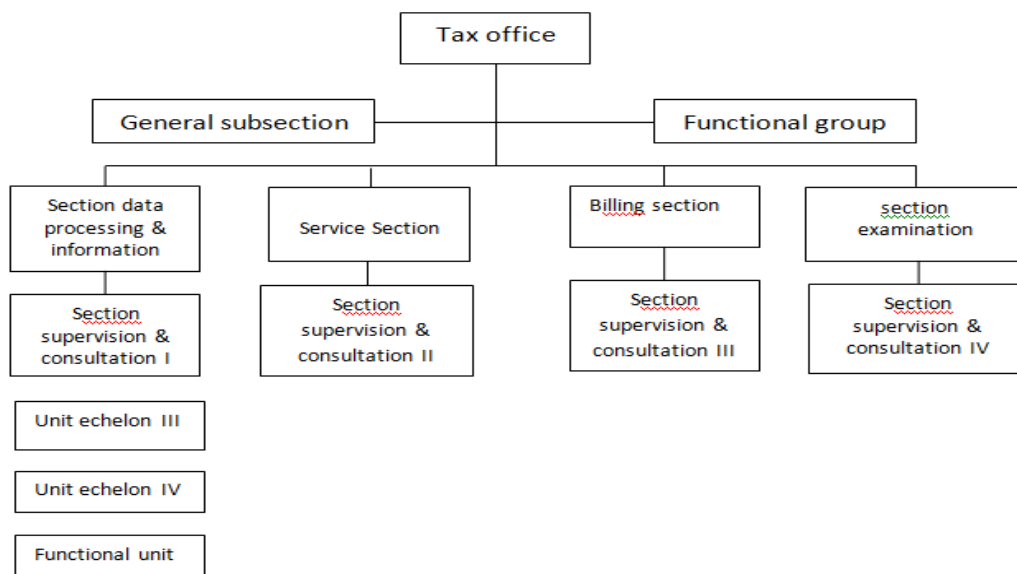 Tax office
General subsection
Functional group
Section data
processing &
information
Service Section
Billing section
section
examination
Section
supervision &
consultation I
Section
supervision &
consultation II
Section
supervision &
consultation III
Section
supervision &
consultation IV
Unit echelon III
Unit echelon IV
Functional unit